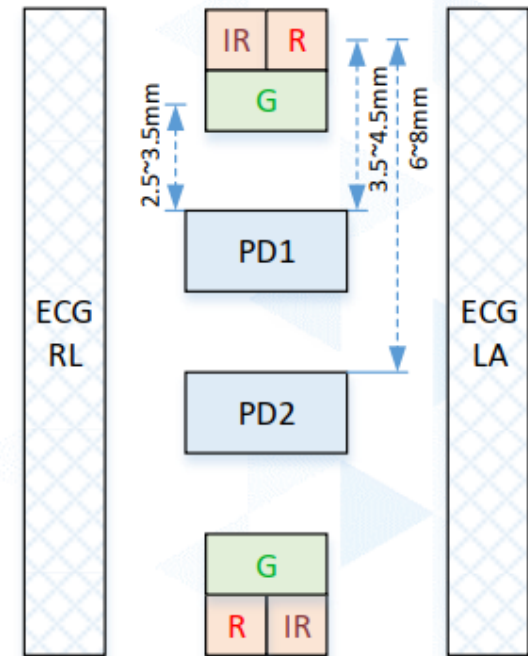 IR R
G
2.5~3.5mm
3.5~4.5mm
6~8mm
PD1
ECG
RL
ECG
LA
PD2
G
R IR